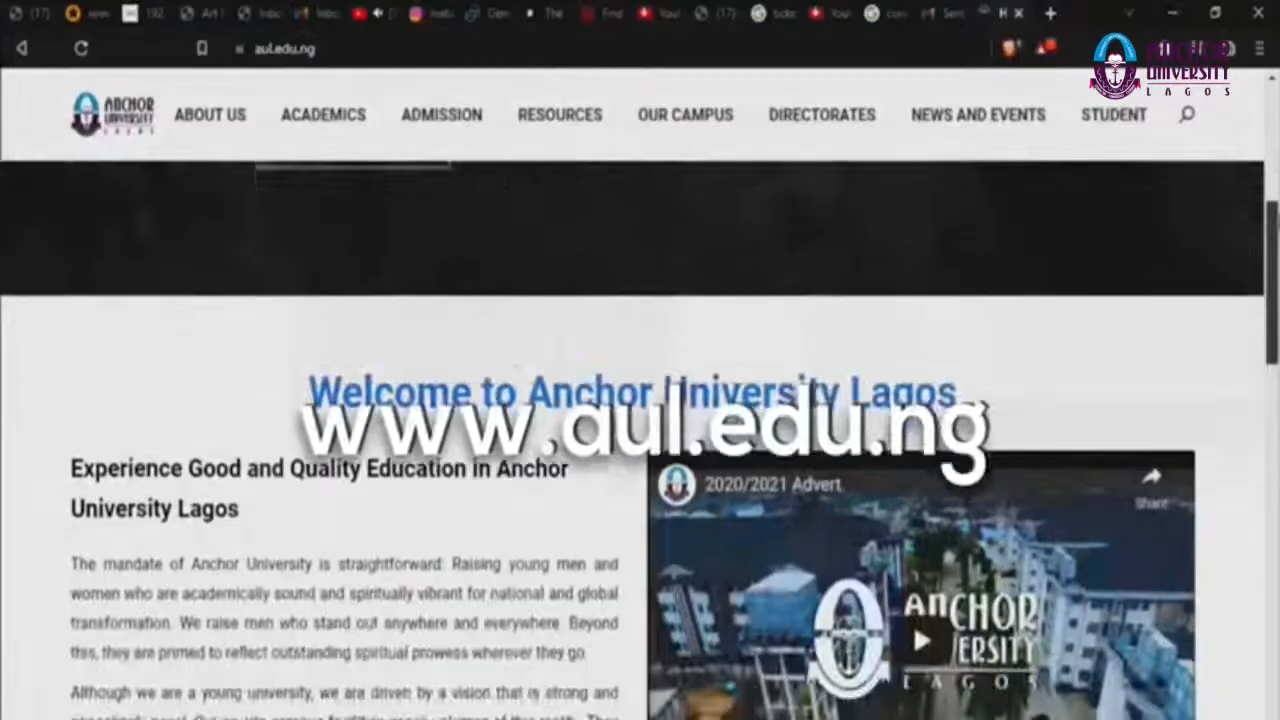 aul.edu.ng
ANCHOR
UNIVERSITY
LAGOS
ANCHOR
UNIVERSITY
LAGOS
ABOUT US
ACADEMICS
ADMISSION
RESOURCES
OUR CAMPUS
DIRECTORATES
NEWS AND EVENTS
STUDENT
Welcome to Anchor University Lagos
www.aul.edu.ng
Experience Good and Quality Education in Anchor
University Lagos
The mandate of Anchor University is straightforward: Raising young men and
women who are academically sound and spiritually vibrant for national and global
transformation. We raise men who stand out anywhere and everywhere. Beyond
this, they are primed to reflect outstanding spiritual prowess wherever they go
Although we are a young university, we are driven by a vision that is strong and
2020/2021 Advert.
Share
ANCHOR
LAGOS